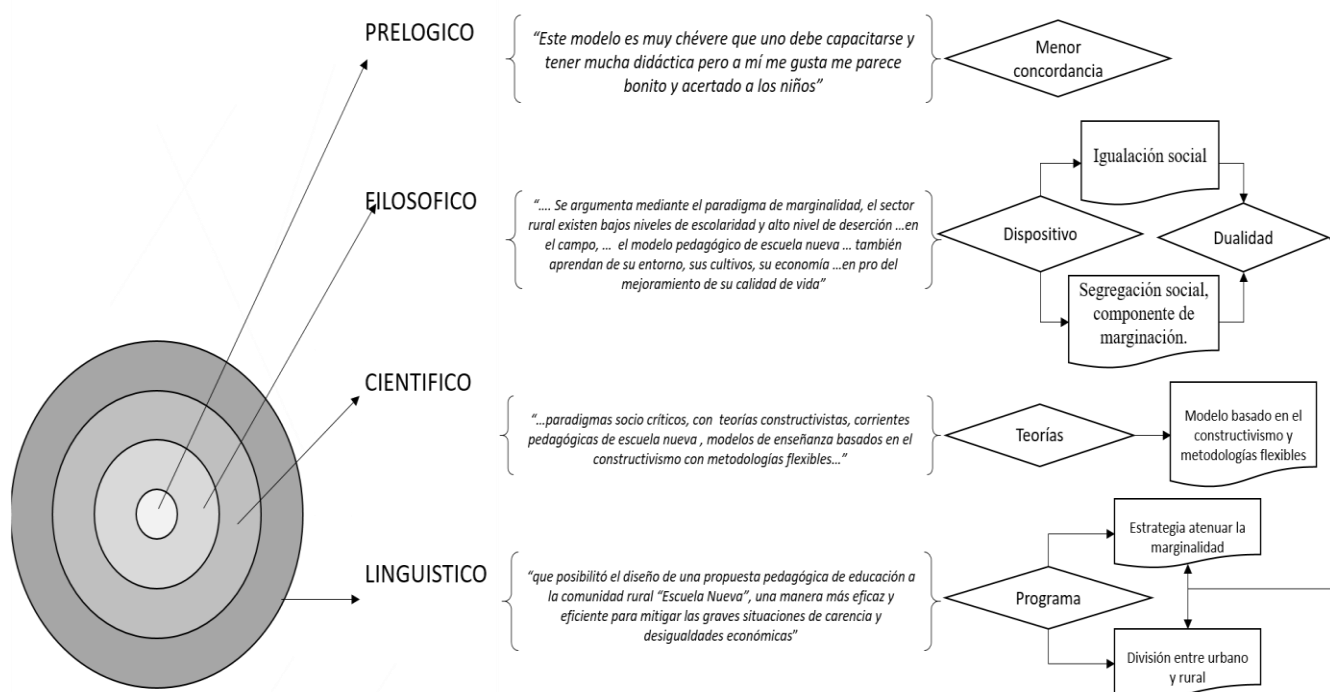 PRELOGICO
“Este modelo es muy chévere que uno debe capacitarse y
tener mucha didáctica pero a mí me gusta me parece
bonito y acertado a los niños”
Menor
concordancia
FILOSOFICO
“.... Se argumenta mediante el paradigma de marginalidad, el sector
rural existen bajos niveles de escolaridad y alto nivel de deserción ...en
el campo, ... el modelo pedagógico de escuela nueva ... también
aprendan de su entorno, sus cultivos, su economía ...en pro del
mejoramiento de su calidad de vida”
Dispositivo
Igualación social
Segregación social,
componente de
marginación.
Dualidad
CIENTIFICO
“...paradigmas socio críticos, con teorías constructivistas, corrientes
pedagógicas de escuela nueva , modelos de enseñanza basados en el
constructivismo con metodologías flexibles...”
Teorías
Modelo basado en el
constructivismo y
metodologías flexibles
LINGUISTICO
“que posibilitó el diseño de una propuesta pedagógica de educación a
la comunidad rural “Escuela Nueva”, una manera más eficaz y
eficiente para mitigar las graves situaciones de carencia y
desigualdades económicas”
Programa
Estrategia atenuar la
marginalidad
División entre urbano
y rural